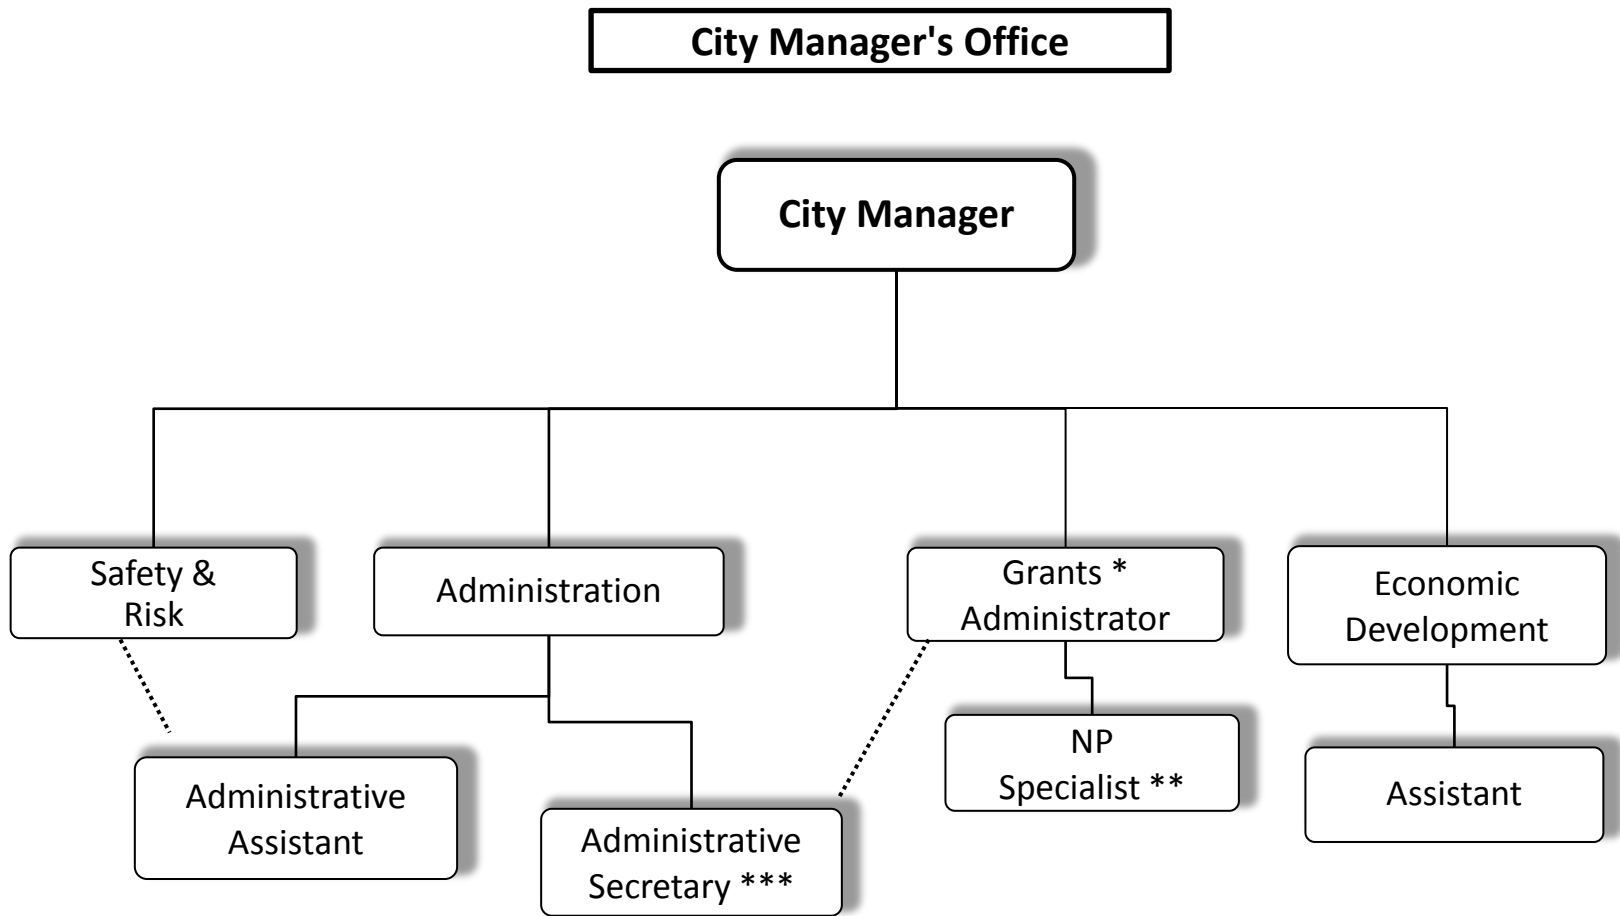 City Manager's Office
City Manager
Safety &
Risk
Administration
Grants *
Administrator
Economic
Development
Administrative
Assistant
Administrative
Secretary ***
NP
Specialist **
Assistant